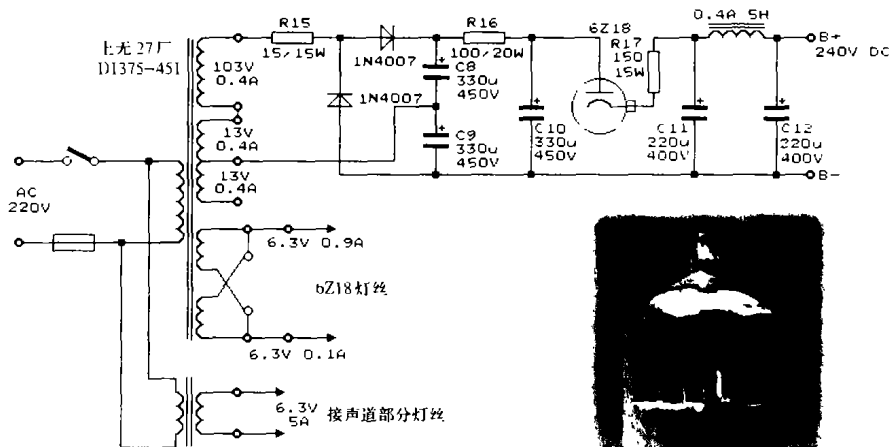 上无27厂
D1375-451
103V
0.4A
13V
0.4A
13V
0.4A
AC
220V
R15
15/15W
1N4007
1N4007
R16
100/20W
C8
330u
450V
C9
330u
450V
C10
330u
450V
6Z18
R17
150
15W
C11
220u
400V
0.4A 5H
C12
220u
400V
B+
240V DC
B-
6.3V 0.9A
6Z18灯丝
6.3V 0.1A
6.3V
5A
接声道部分灯丝